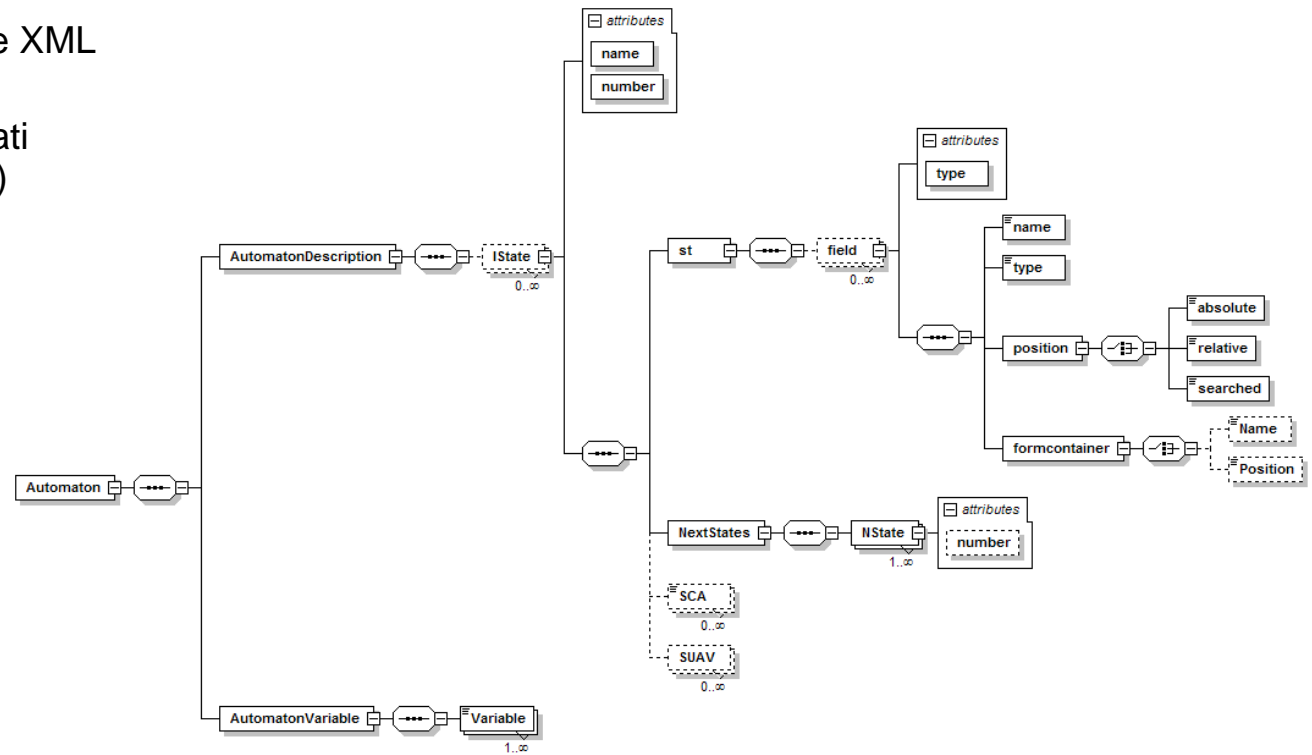 e XML
ati
)
attributes
name
number
attributes
type
AutomatonDescription
IState
0..∞
st
field
0..∞
name
type
position
absolute
relative
searched
formcontainer
Name
Position
Automaton
NextStates
NState
1..∞
attributes
number
SCA
0..∞
SUAV
0..∞
AutomatonVariable
Variable
1..∞